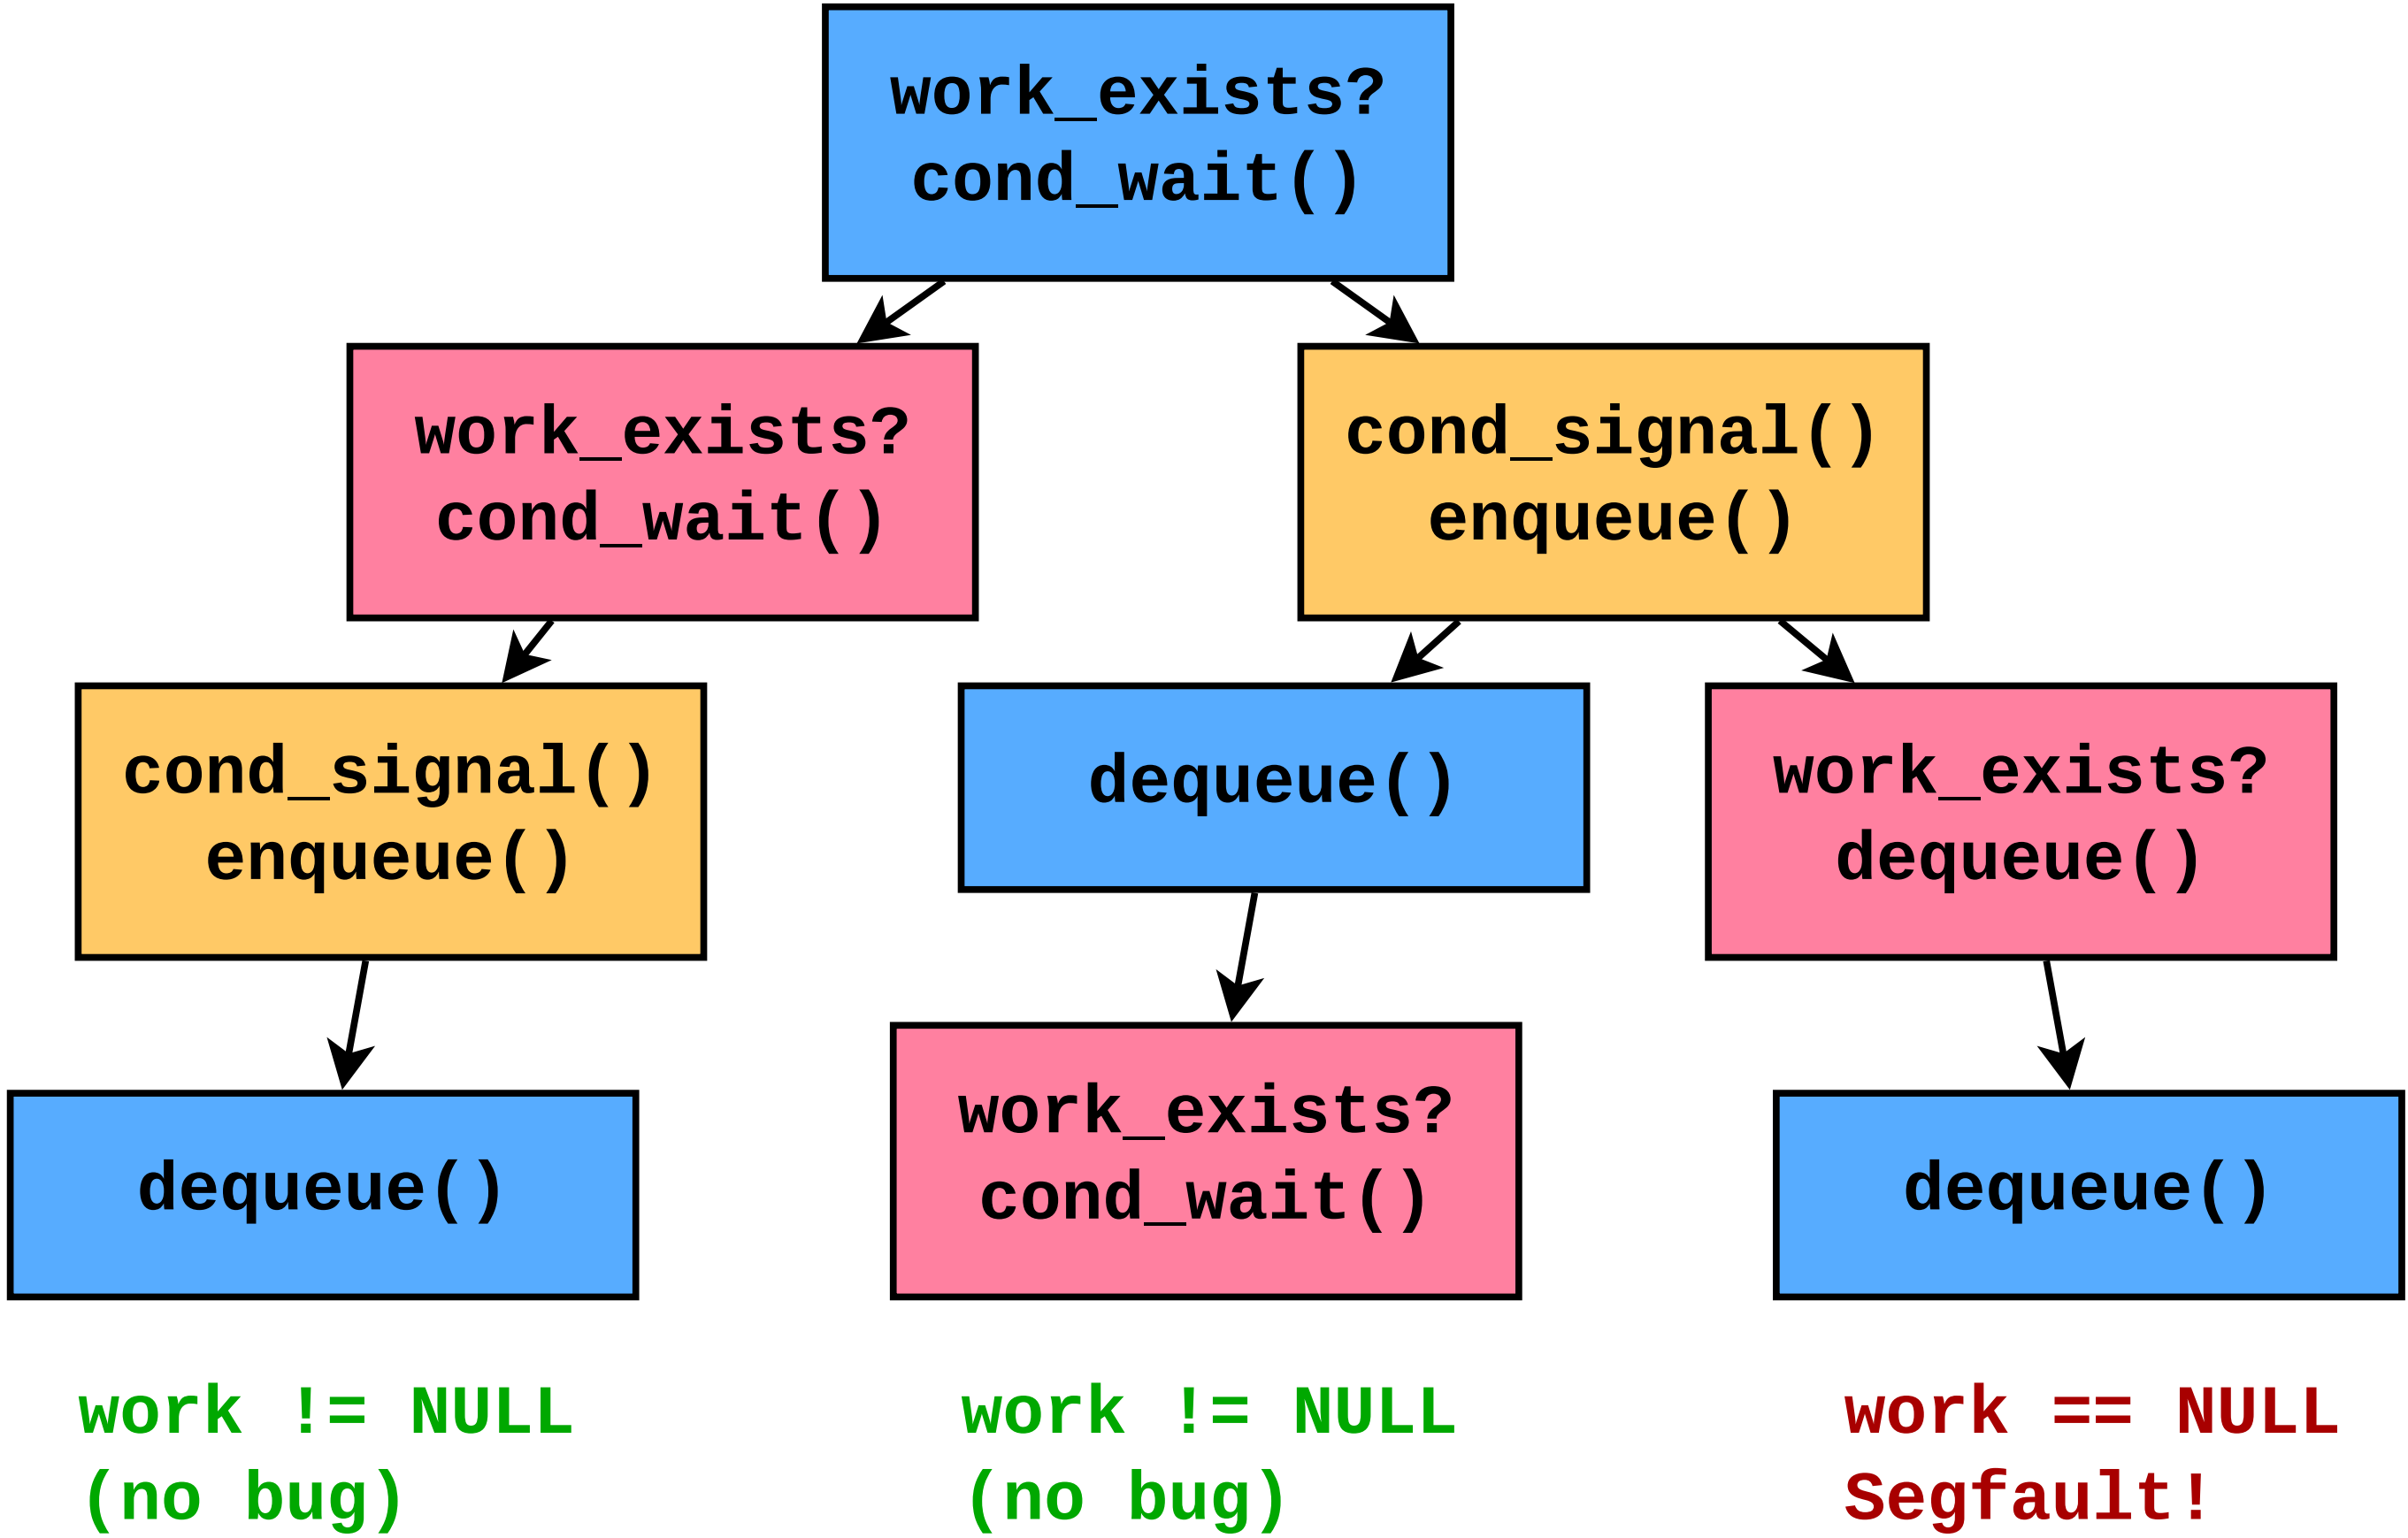 work_exists?
cond_wait()
work_exists?
cond_wait()
cond_signal()
enqueue()
cond_signal()
enqueue()
dequeue()
work_exists?
dequeue()
dequeue()
work_exists?
cond_wait()
dequeue()
work != NULL
(no bug)
work != NULL
(no bug)
work == NULL
Segfault!